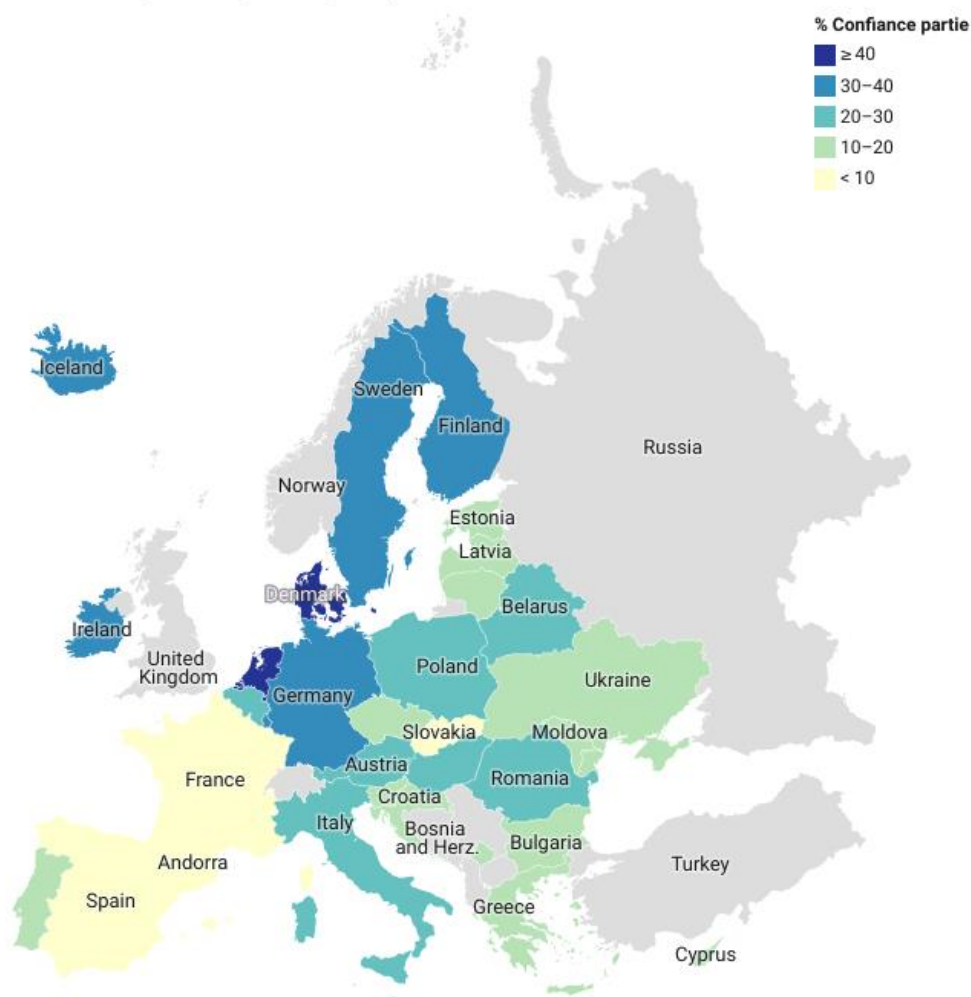 % Confiance partie
≥ 40
30–40
20–30
10–20
< 10
Iceland
Sweden
Finland
Russia
Norway
Estonia
Latvia
Denmark
Belarus
Ireland
United
Kingdom
Poland
Germany
Ukraine
Slovakia
Moldova
Austria
France
Romania
Croatia
Italy
Bosnia
and Herz.
Bulgaria
Andorra
Turkey
Spain
Greece
Cyprus